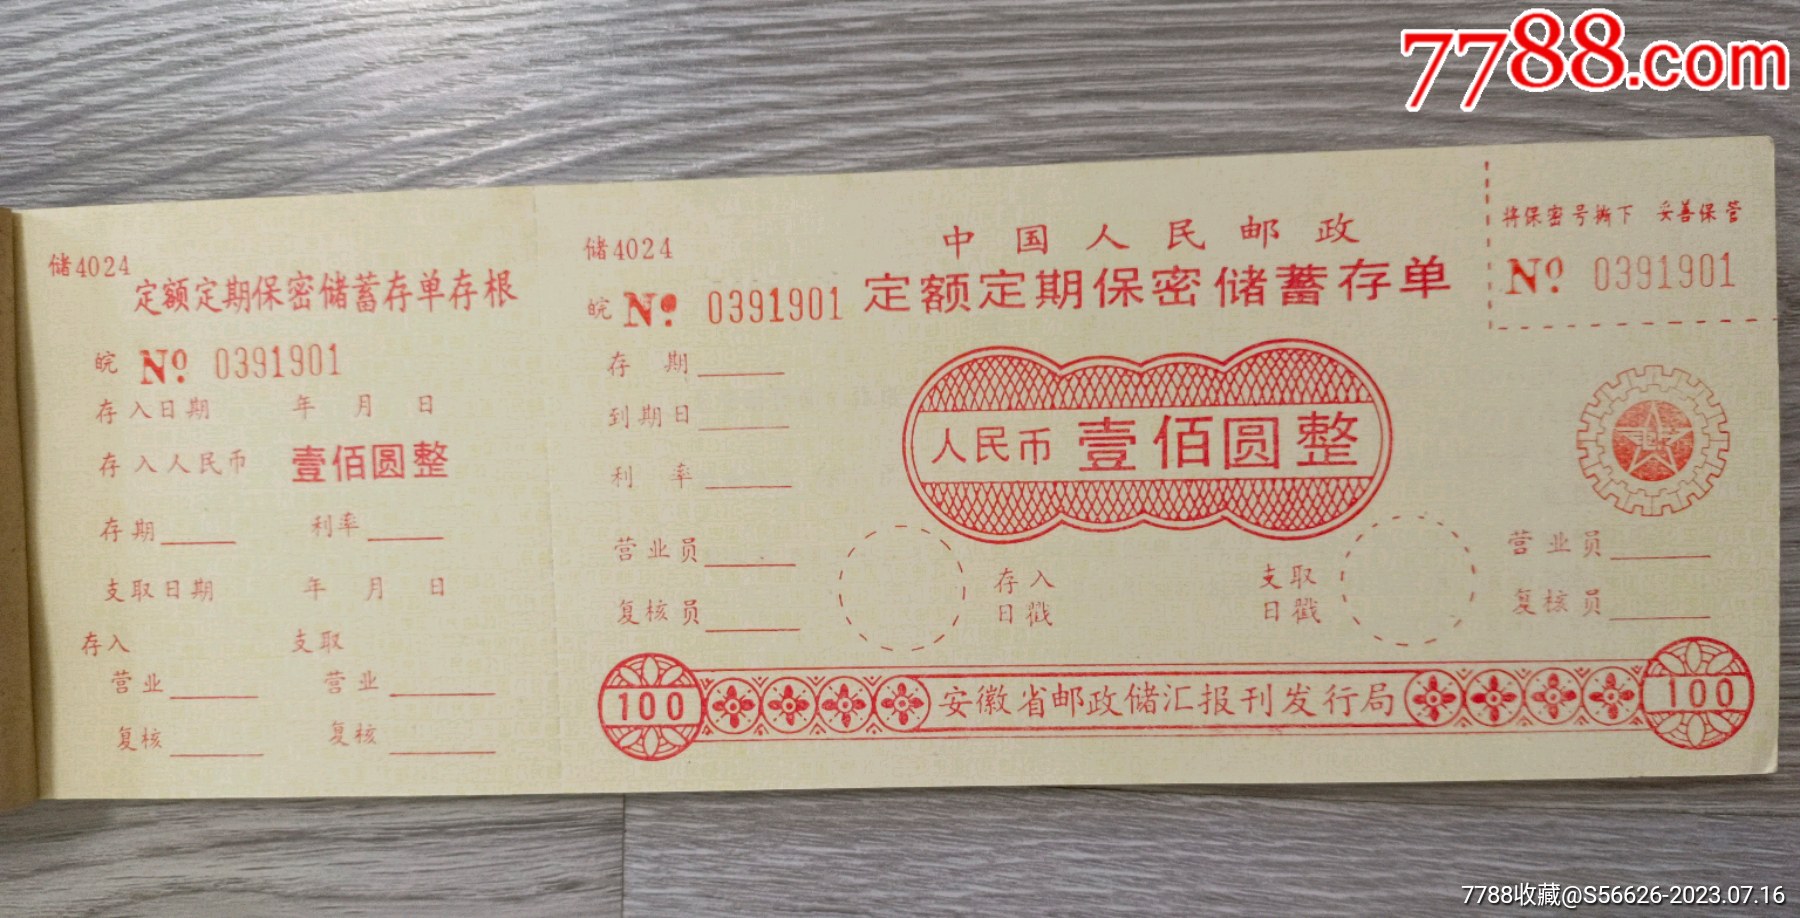 7788.com
储4024
定额定期保密储蓄存单存根
皖 No 0391901
存入日期 年 月 日
存入人民币 壹佰圆整
存期 利率
支取日期 年 月 日
存入 支取
营业 营业
复核 复核
储4024
中国人民邮政
皖 No 0391901 定额定期保密储蓄存单
存期
到期日
利率
营业员
复核员
人民币 壹佰圆整
存入
日戳
支取
日戳
将保密号撕下 妥善保管
No 0391901
营业员
复核员
100 安徽省邮政储汇报刊发行局 100
7788收藏@S56626-2023.07.16